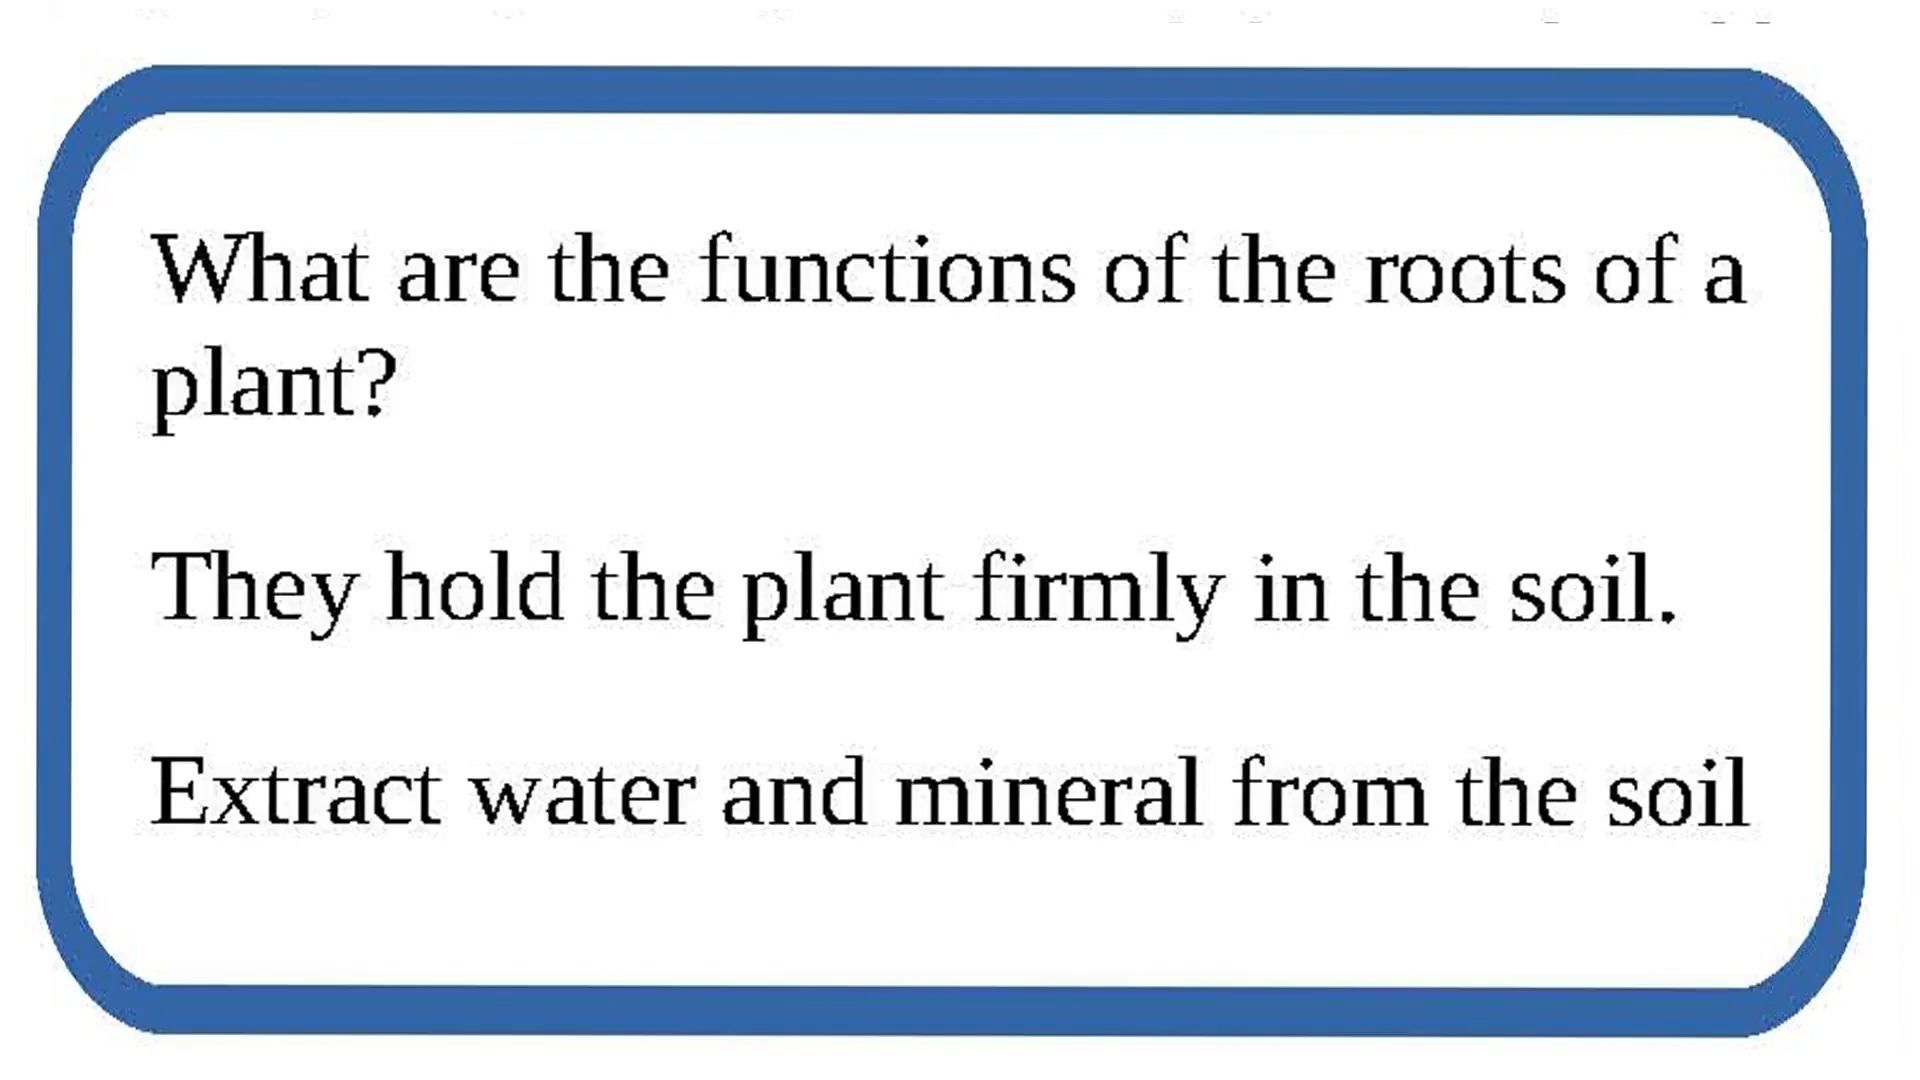 What are the functions of the roots of a
plant?
They hold the plant firmly in the soil.
Extract water and mineral from the soil